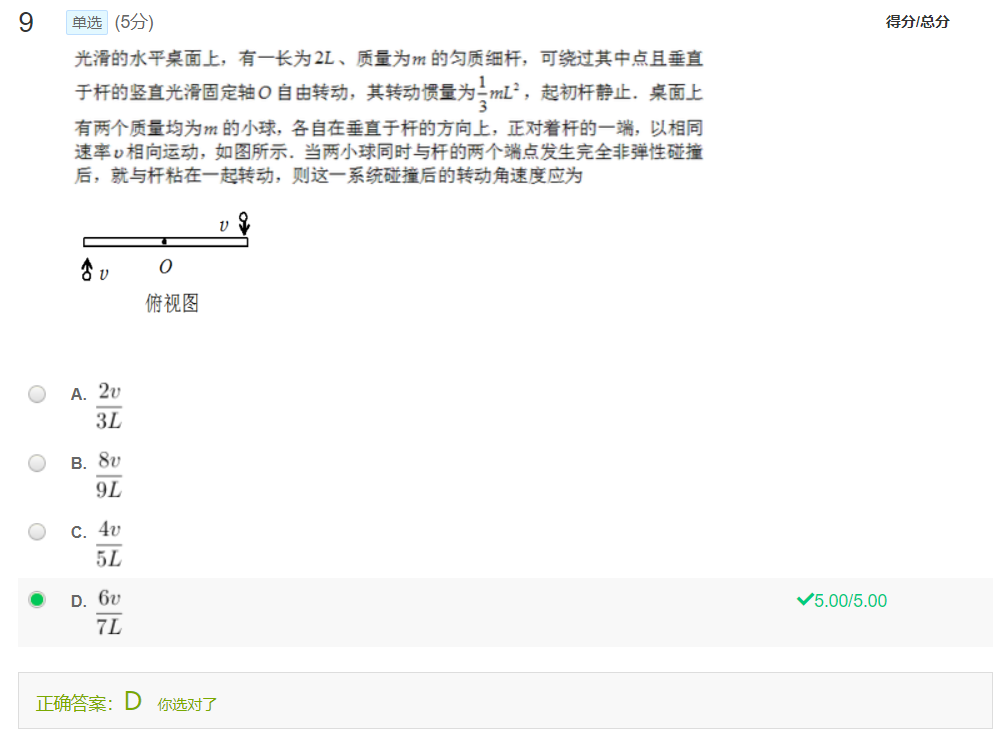 9 单选 (5分) 得分/总分
光滑的水平桌面上，有一长为2L、质量为m的匀质细杆，可绕过其中点且垂直
于杆的竖直光滑固定轴O自由转动，其转动惯量为\frac{1}{3}mL²，起初杆静止．桌面上
有两个质量均为m的小球，各自在垂直于杆的方向上，正对着杆的一端，以相同
速率υ相向运动，如图所示．当两小球同时与杆的两个端点发生完全非弹性碰撞
后，就与杆粘在一起转动，则这一系统碰撞后的转动角速度应为
υ
υ O
俯视图
A. \frac{2v}{3L}
B. \frac{8v}{9L}
C. \frac{4v}{5L}
D. \frac{6v}{7L} 5.00/5.00
正确答案： D 你选对了